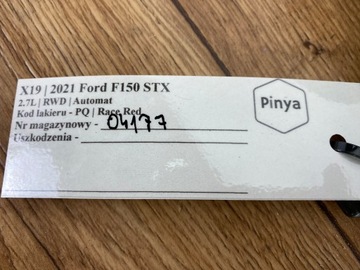 X19 | 2021 Ford F150 STX
2.7L | RWD | Automat
Kod lakieru - PQ | Race Red
Nr magazynowy - 04177
Uszkodzenia -
Pinya